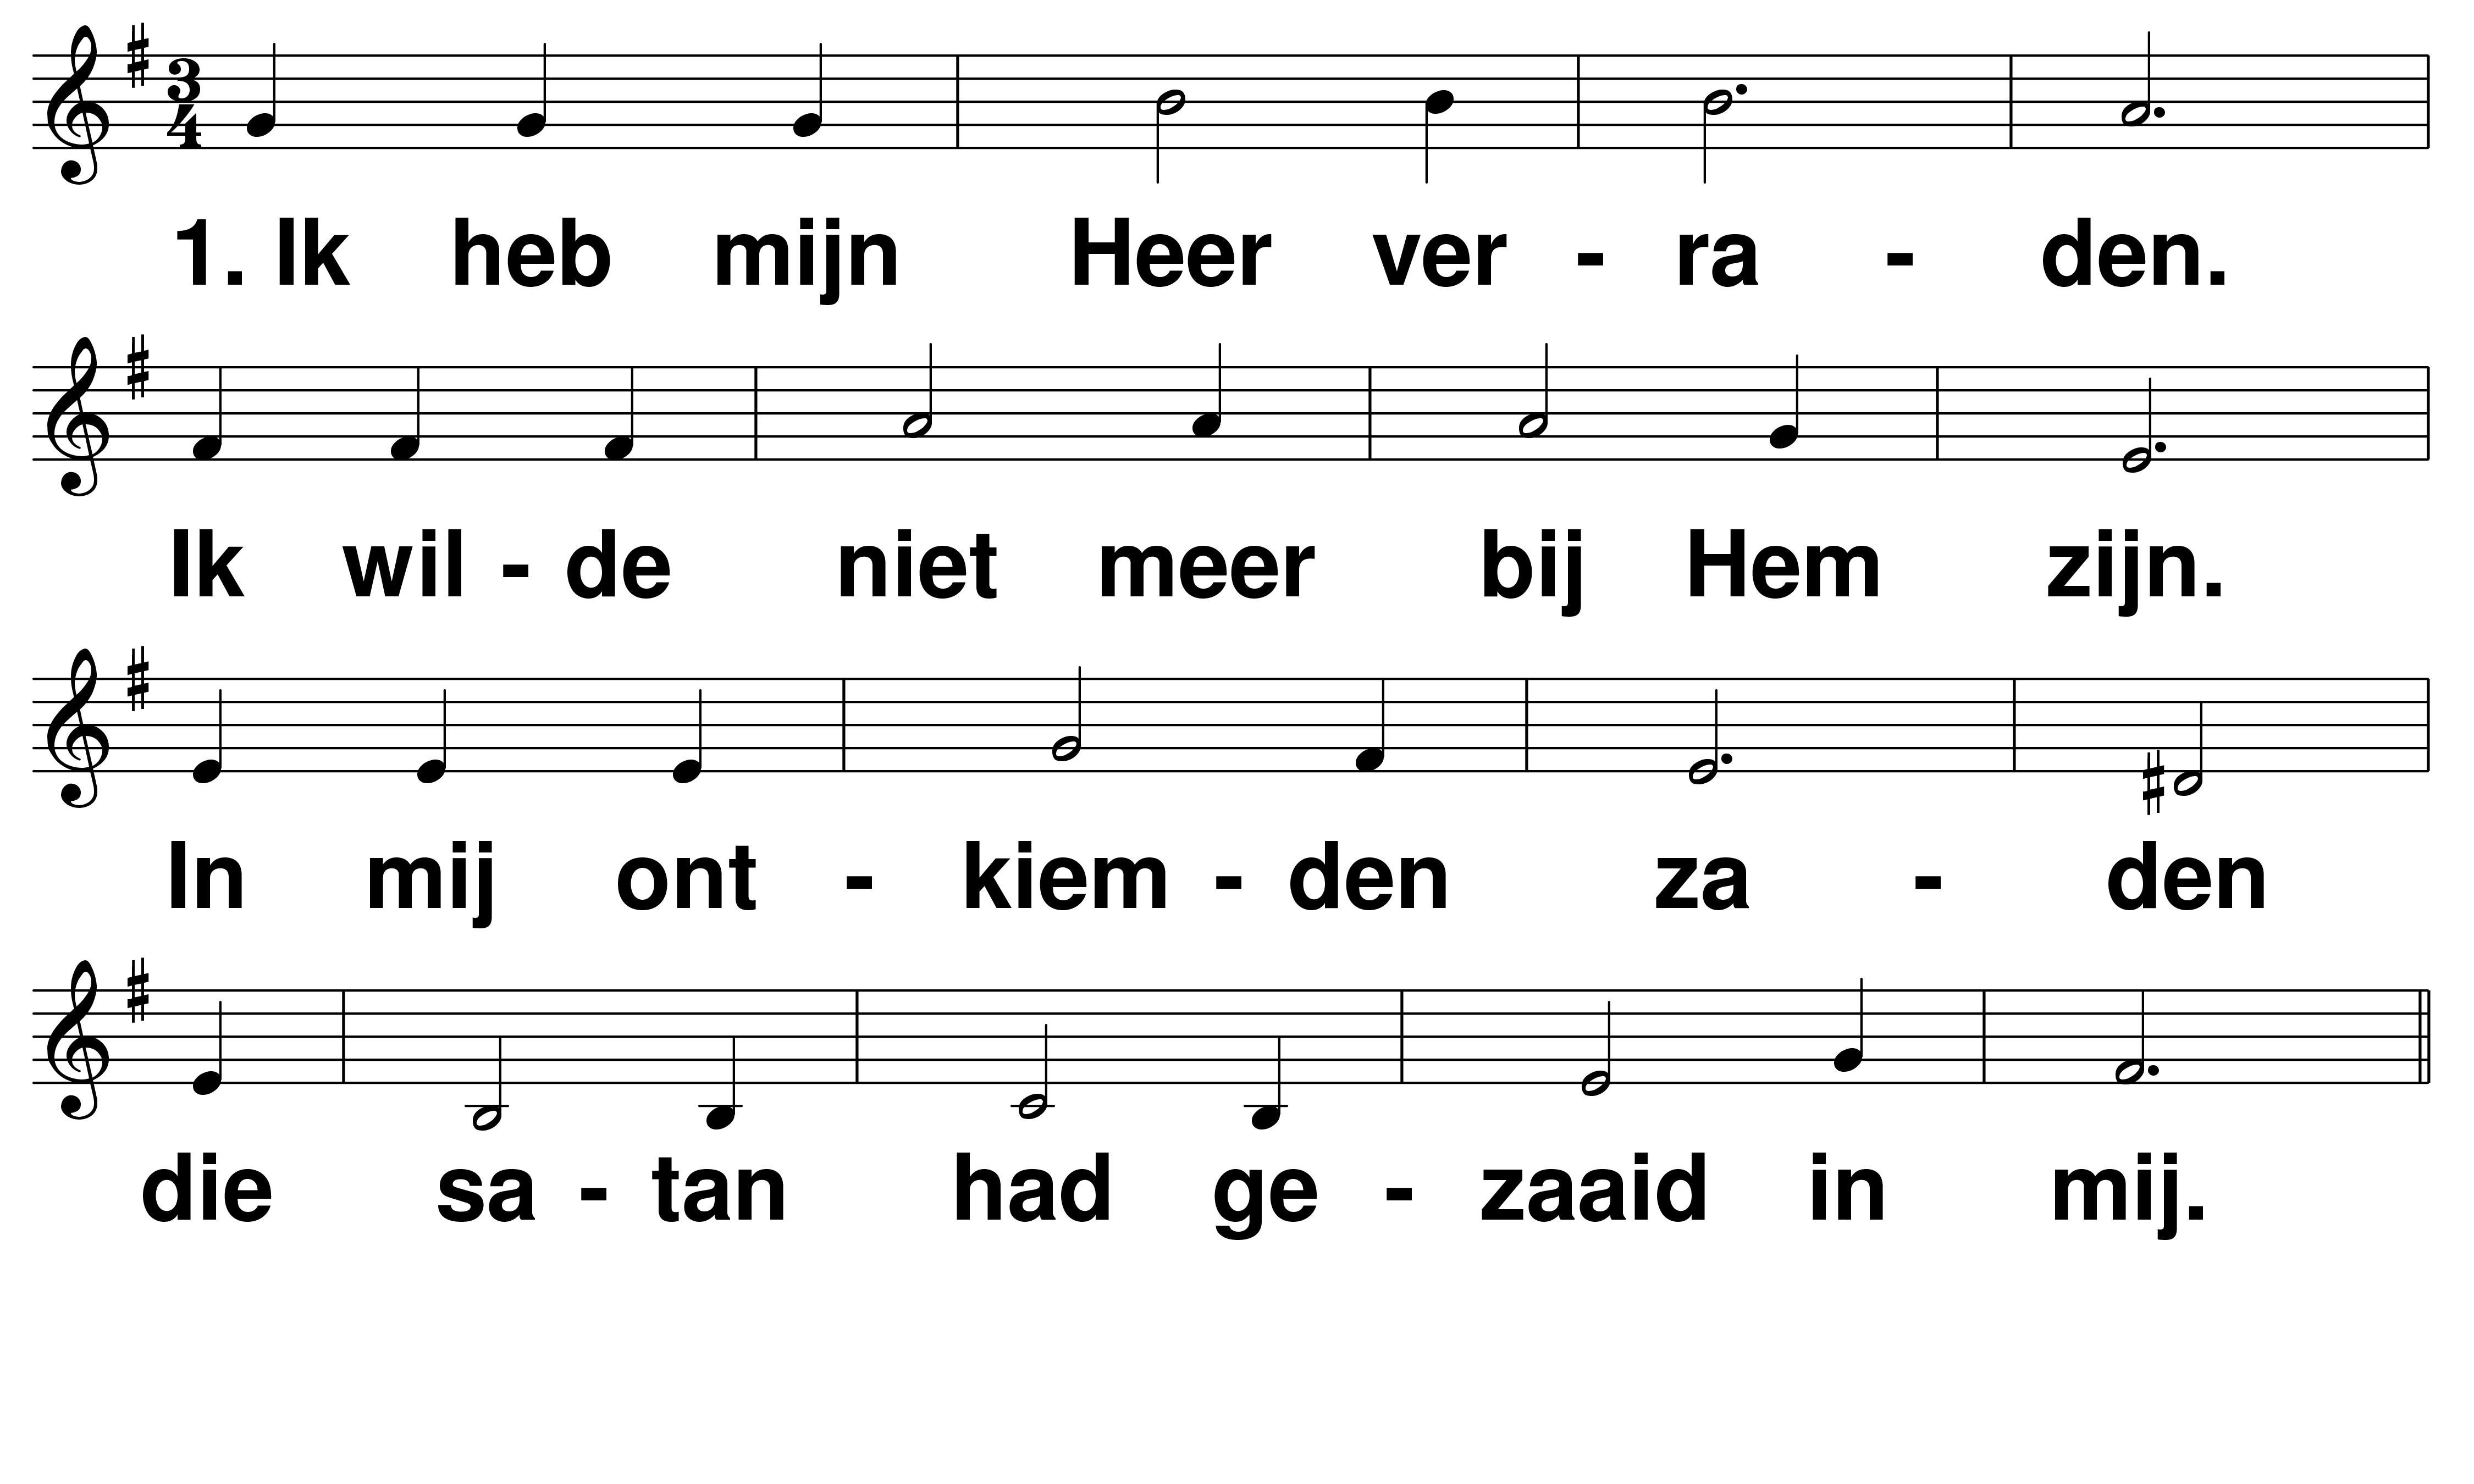 1. Ik heb mijn Heer ver - ra - den.
Ik wil - de niet meer bij Hem zijn.
In mij ont - kiem - den za - den
die sa - tan had ge - zaaid in mij.